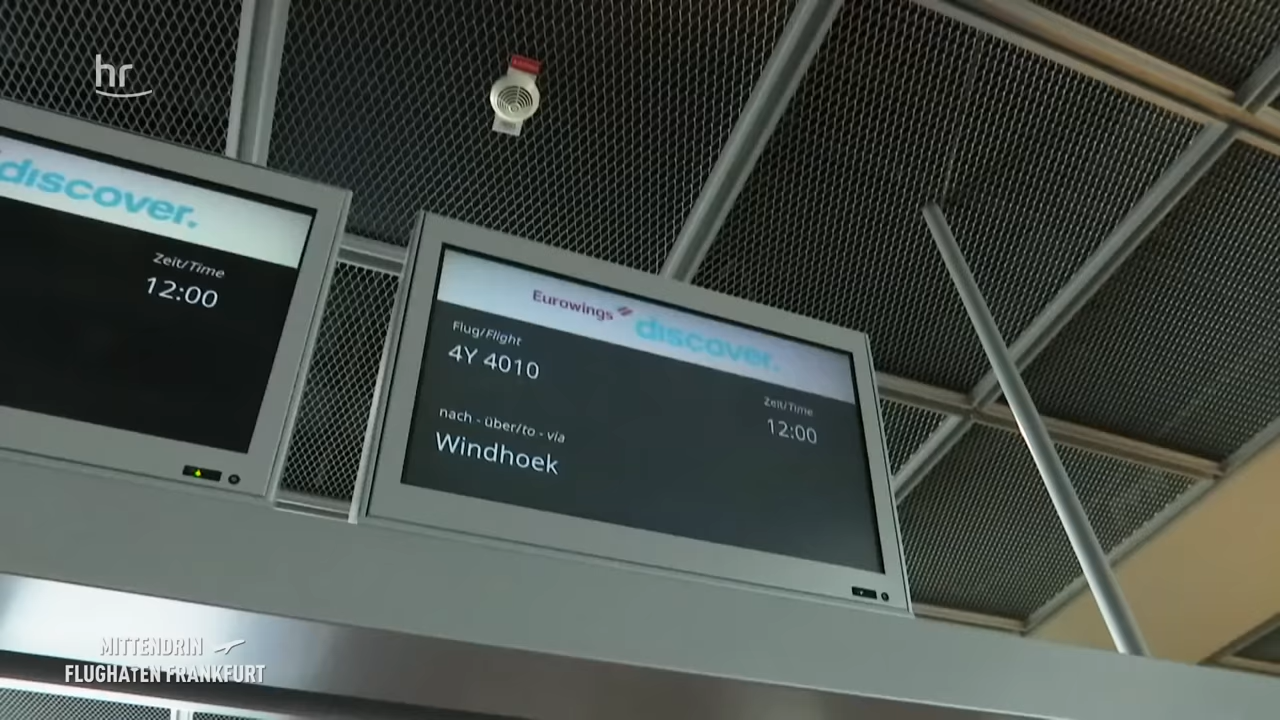 hr
discover.
Zeit/Time
12:00
Eurowings discover.
Flug/Flight
4Y 4010
Zeit/Time
12:00
nach - über/to - via
Windhoek
MITTENDRIN
FLUGHAFEN FRANKFURT